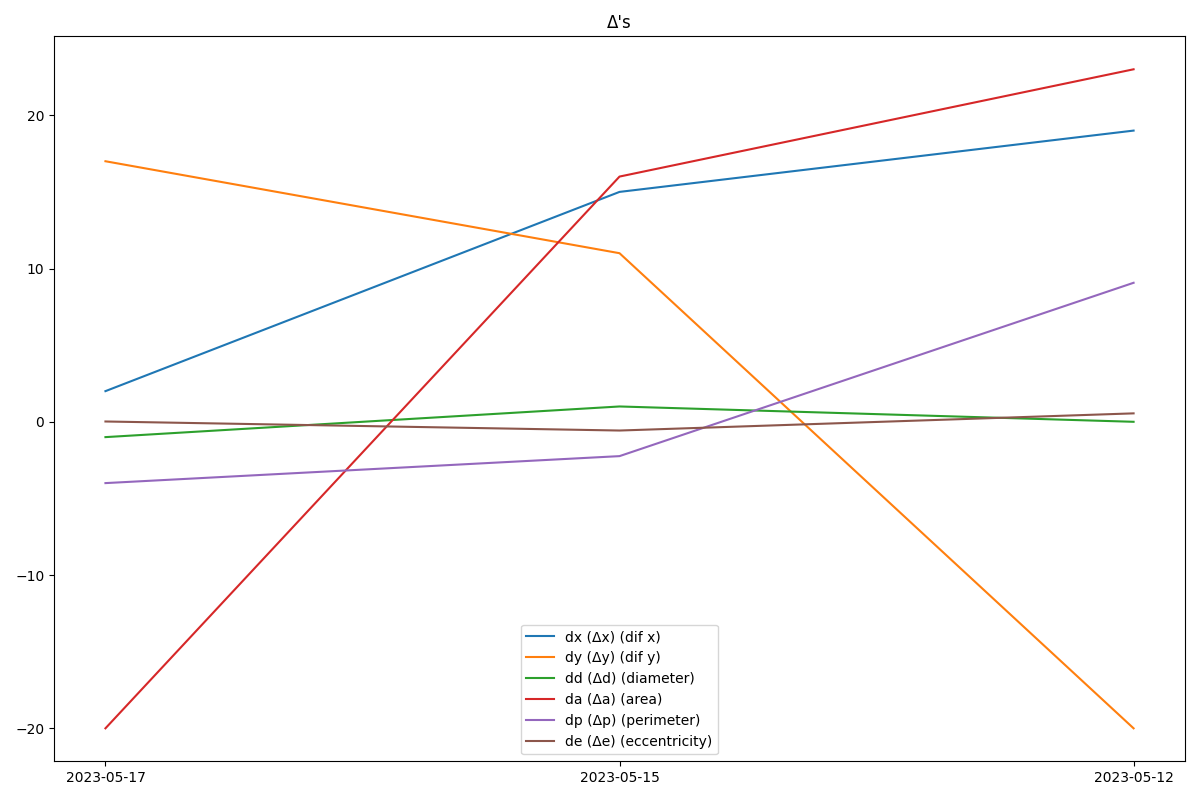 Δ's
20
10
0
−10
−20
dx (Δx) (dif x)
dy (Δy) (dif y)
dd (Δd) (diameter)
da (Δa) (area)
dp (Δp) (perimeter)
de (Δe) (eccentricity)
2023-05-17
2023-05-15
2023-05-12